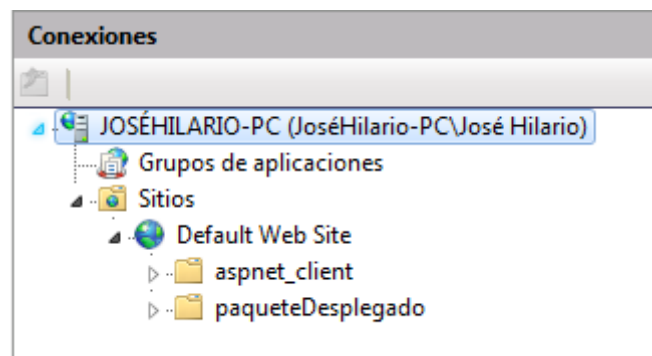 Conexiones
JOSÉHILARIO-PC (JoséHilario-PC\José Hilario)
Grupos de aplicaciones
Sitios
Default Web Site
aspnet_client
paqueteDesplegado